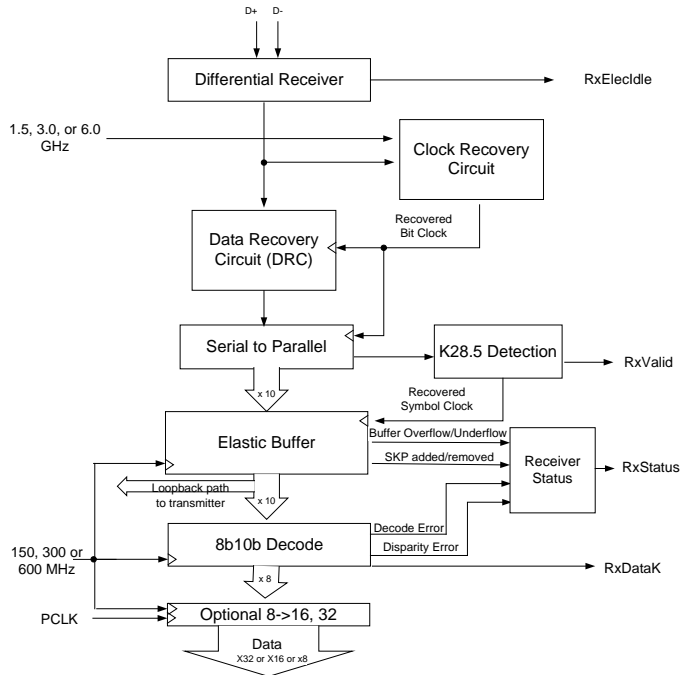 D+ D-
Differential Receiver
RxElecIdle
1.5, 3.0, or 6.0
GHz
Clock Recovery
Circuit
Recovered
Bit Clock
Data Recovery
Circuit (DRC)
Serial to Parallel
K28.5 Detection
RxValid
x 10
Recovered
Symbol Clock
Elastic Buffer
Buffer Overflow/Underflow
SKP added/removed
Receiver
Status
RxStatus
Loopback path
to transmitter
x 10
Decode Error
8b10b Decode
Disparity Error
150, 300 or
600 MHz
RxDataK
x 8
PCLK
Optional 8->16, 32
Data
X32 or X16 or x8